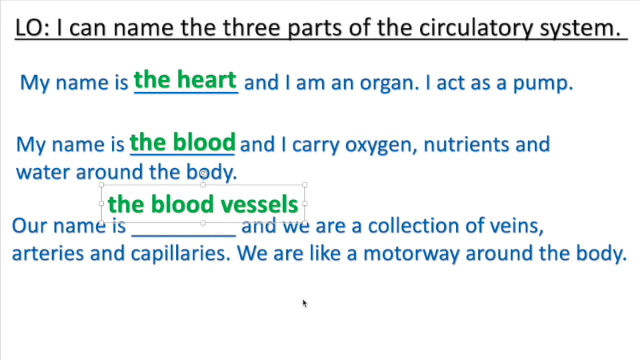 LO: I can name the three parts of the circulatory system.
My name is the heart and I am an organ. I act as a pump.
My name is the blood and I carry oxygen, nutrients and
water around the body.
the blood vessels
Our name is __________ and we are a collection of veins,
arteries and capillaries. We are like a motorway around the body.